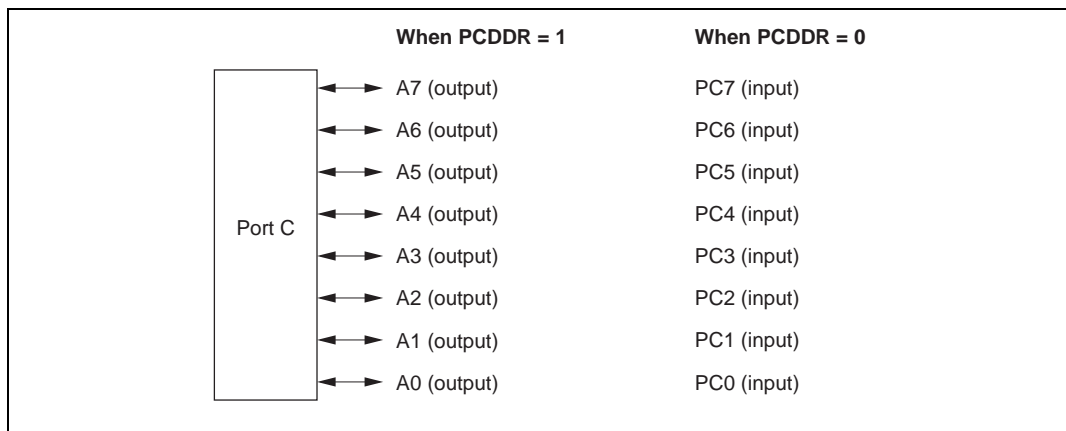 When PCDDR = 1 When PCDDR = 0
A7 (output) PC7 (input)
A6 (output) PC6 (input)
A5 (output) PC5 (input)
A4 (output) PC4 (input)
Port C
A3 (output) PC3 (input)
A2 (output) PC2 (input)
A1 (output) PC1 (input)
A0 (output) PC0 (input)